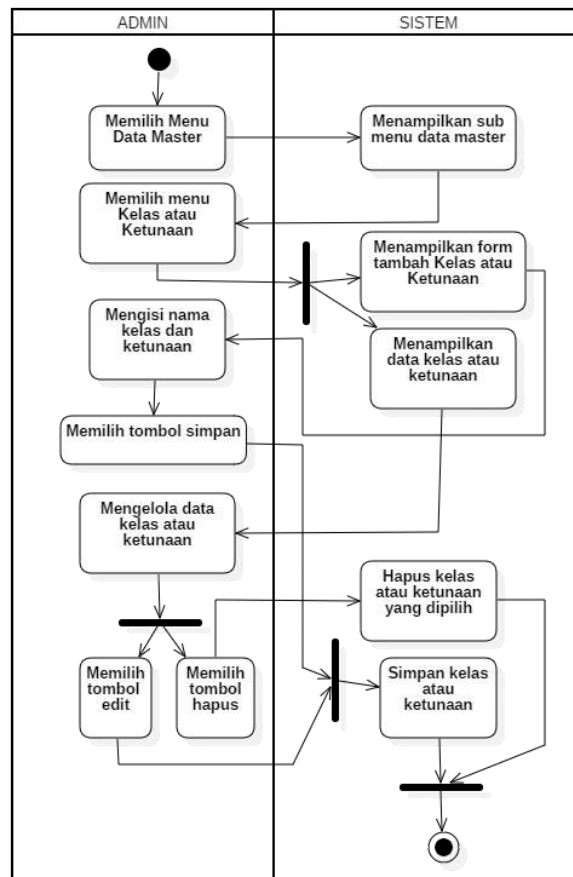 ADMIN
SISTEM
Memilih Menu
Data Master
Menampilkan sub
menu data master
Memilih menu
Kelas atau
Ketunaan
Menampilkan form
tambah Kelas atau
Ketunaan
Mengisi nama
kelas dan
ketunaan
Menampilkan
data kelas atau
ketunaan
Memilih tombol simpan
Mengelola data
kelas atau
ketunaan
Hapus kelas
atau ketunaan
yang dipilih
Memilih
tombol
edit
Memilih
tombol
hapus
Simpan kelas
atau
ketunaan